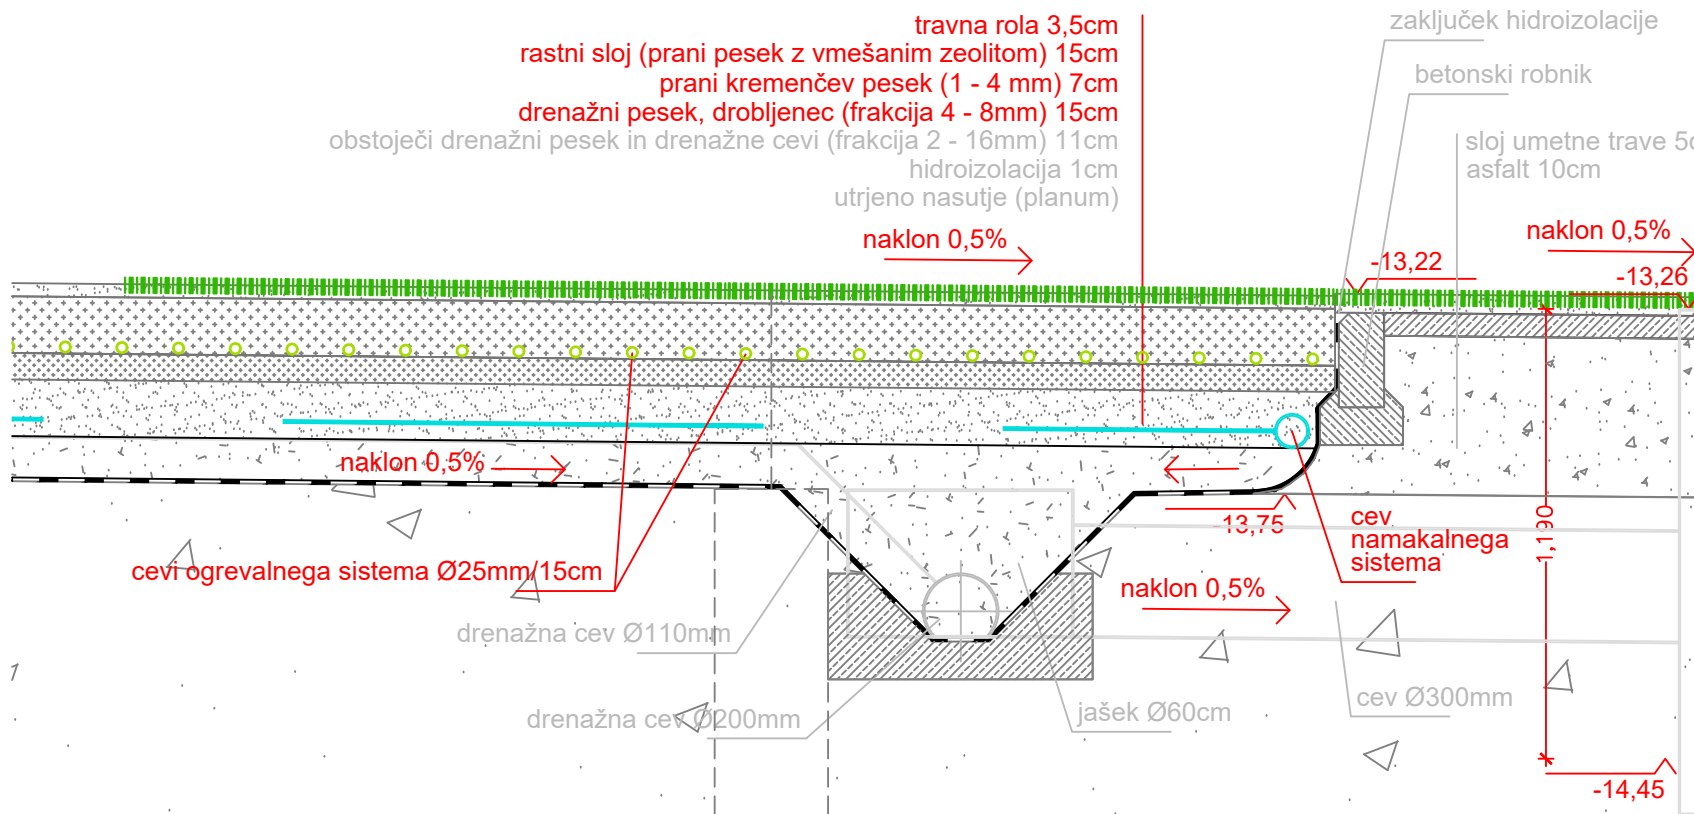 travna rola 3,5cm
rastni sloj (prani pesek z vmešanim zeolitom) 15cm
prani kremenčev pesek (1 - 4 mm) 7cm
drenažni pesek, drobljenec (frakcija 4 - 8mm) 15cm
obstoječi drenažni pesek in drenažne cevi (frakcija 2 - 16mm) 11cm
hidroizolacija 1cm
utrjeno nasutje (planum)
zaključek hidroizolacije
betonski robnik
sloj umetne trave 5c
asfalt 10cm
naklon 0,5%
naklon 0,5%
-13,22
-13,26
naklon 0,5%
-13,75
cev
namakalnega
sistema
1,190
cevi ogrevalnega sistema Ø25mm/15cm
naklon 0,5%
drenažna cev Ø110mm
drenažna cev Ø200mm
jašek Ø60cm
cev Ø300mm
-14,45